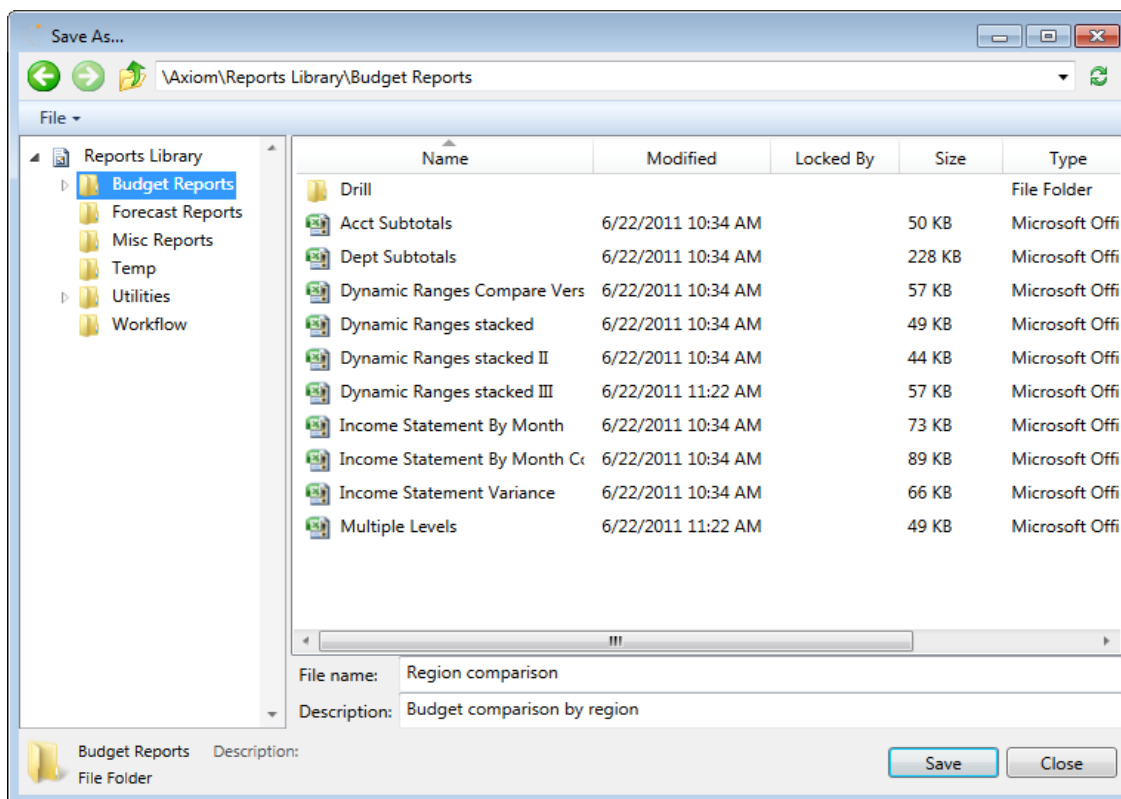 Save As...
\Axiom\Reports Library\Budget Reports
File
Reports Library
Budget Reports
Forecast Reports
Misc Reports
Temp
Utilities
Workflow
Name Modified Locked By Size Type
Drill File Folder
Acct Subtotals 6/22/2011 10:34 AM 50 KB Microsoft Offi
Dept Subtotals 6/22/2011 10:34 AM 228 KB Microsoft Offi
Dynamic Ranges Compare Vers 6/22/2011 10:34 AM 57 KB Microsoft Offi
Dynamic Ranges stacked 6/22/2011 10:34 AM 49 KB Microsoft Offi
Dynamic Ranges stacked II 6/22/2011 10:34 AM 44 KB Microsoft Offi
Dynamic Ranges stacked III 6/22/2011 11:22 AM 57 KB Microsoft Offi
Income Statement By Month 6/22/2011 10:34 AM 73 KB Microsoft Offi
Income Statement By Month Co 6/22/2011 10:34 AM 89 KB Microsoft Offi
Income Statement Variance 6/22/2011 10:34 AM 66 KB Microsoft Offi
Multiple Levels 6/22/2011 11:22 AM 49 KB Microsoft Offi
File name: Region comparison
Description: Budget comparison by region
Budget Reports Description:
File Folder
Save Close